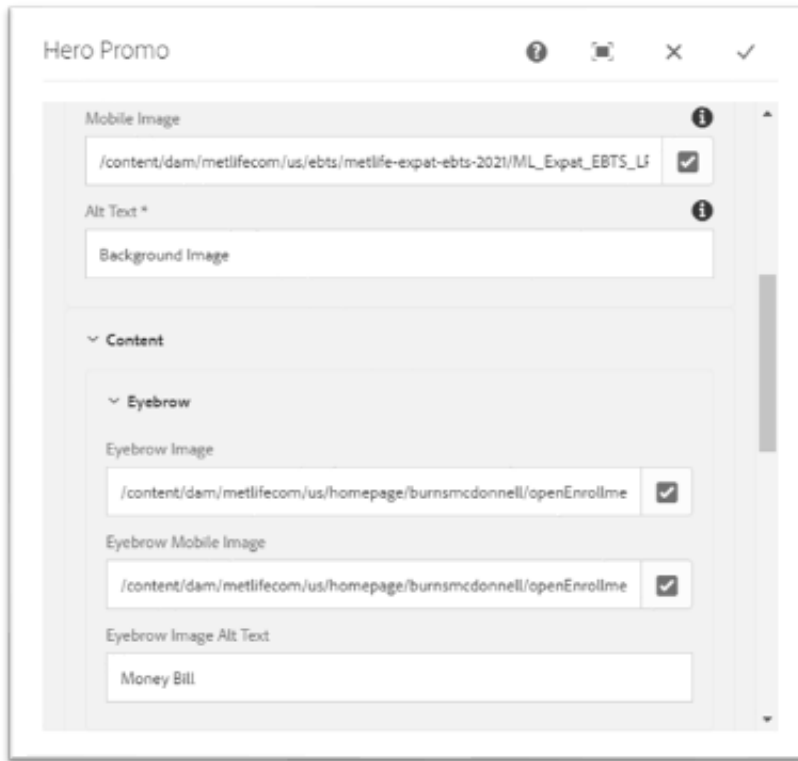 Hero Promo
Mobile Image
/content/dam/metlifecom/us/ebts/metlife-expat-ebts-2021/ML_Expat_EBTS_LF
Alt Text *
Background Image
Content
Eyebrow
Eyebrow Image
/content/dam/metlifecom/us/homepage/burnsmcdonnell/openEnrollme
Eyebrow Mobile Image
/content/dam/metlifecom/us/homepage/burnsmcdonnell/openEnrollme
Eyebrow Image Alt Text
Money Bill